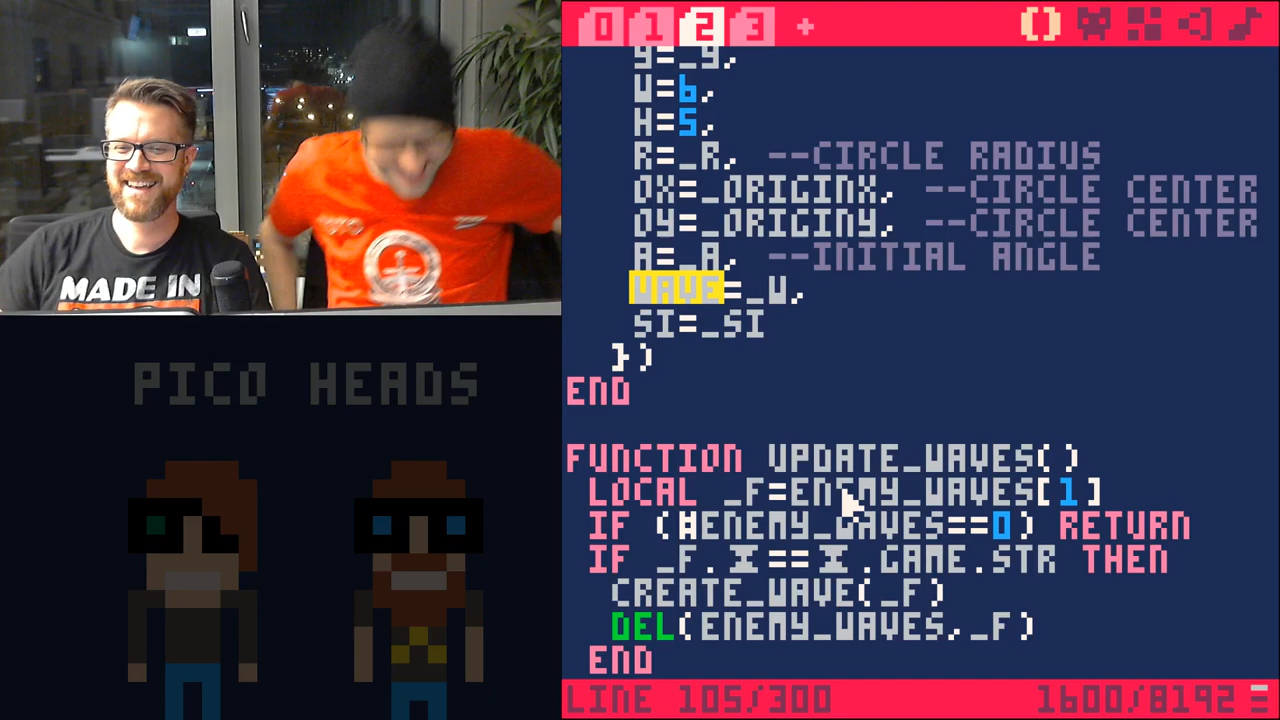 MADE IN
PICO HEADS
0 1 2 3 +
Y=_Y,
W=6,
H=5,
R=_R, --CIRCLE RADIUS
OX=_ORIGINX, --CIRCLE CENTER
OY=_ORIGINY, --CIRCLE CENTER
A=_A, --INITIAL ANGLE
WAVE=_W,
SI=_SI
})
END
FUNCTION UPDATE_WAVES()
LOCAL _F=ENEMY_WAVES[1]
IF (#ENEMY_WAVES==0) RETURN
IF _F.⧗==⧗.GAME.STR THEN
CREATE_WAVE(_F)
DEL(ENEMY_WAVES,_F)
END
LINE 105/300
1600/8192